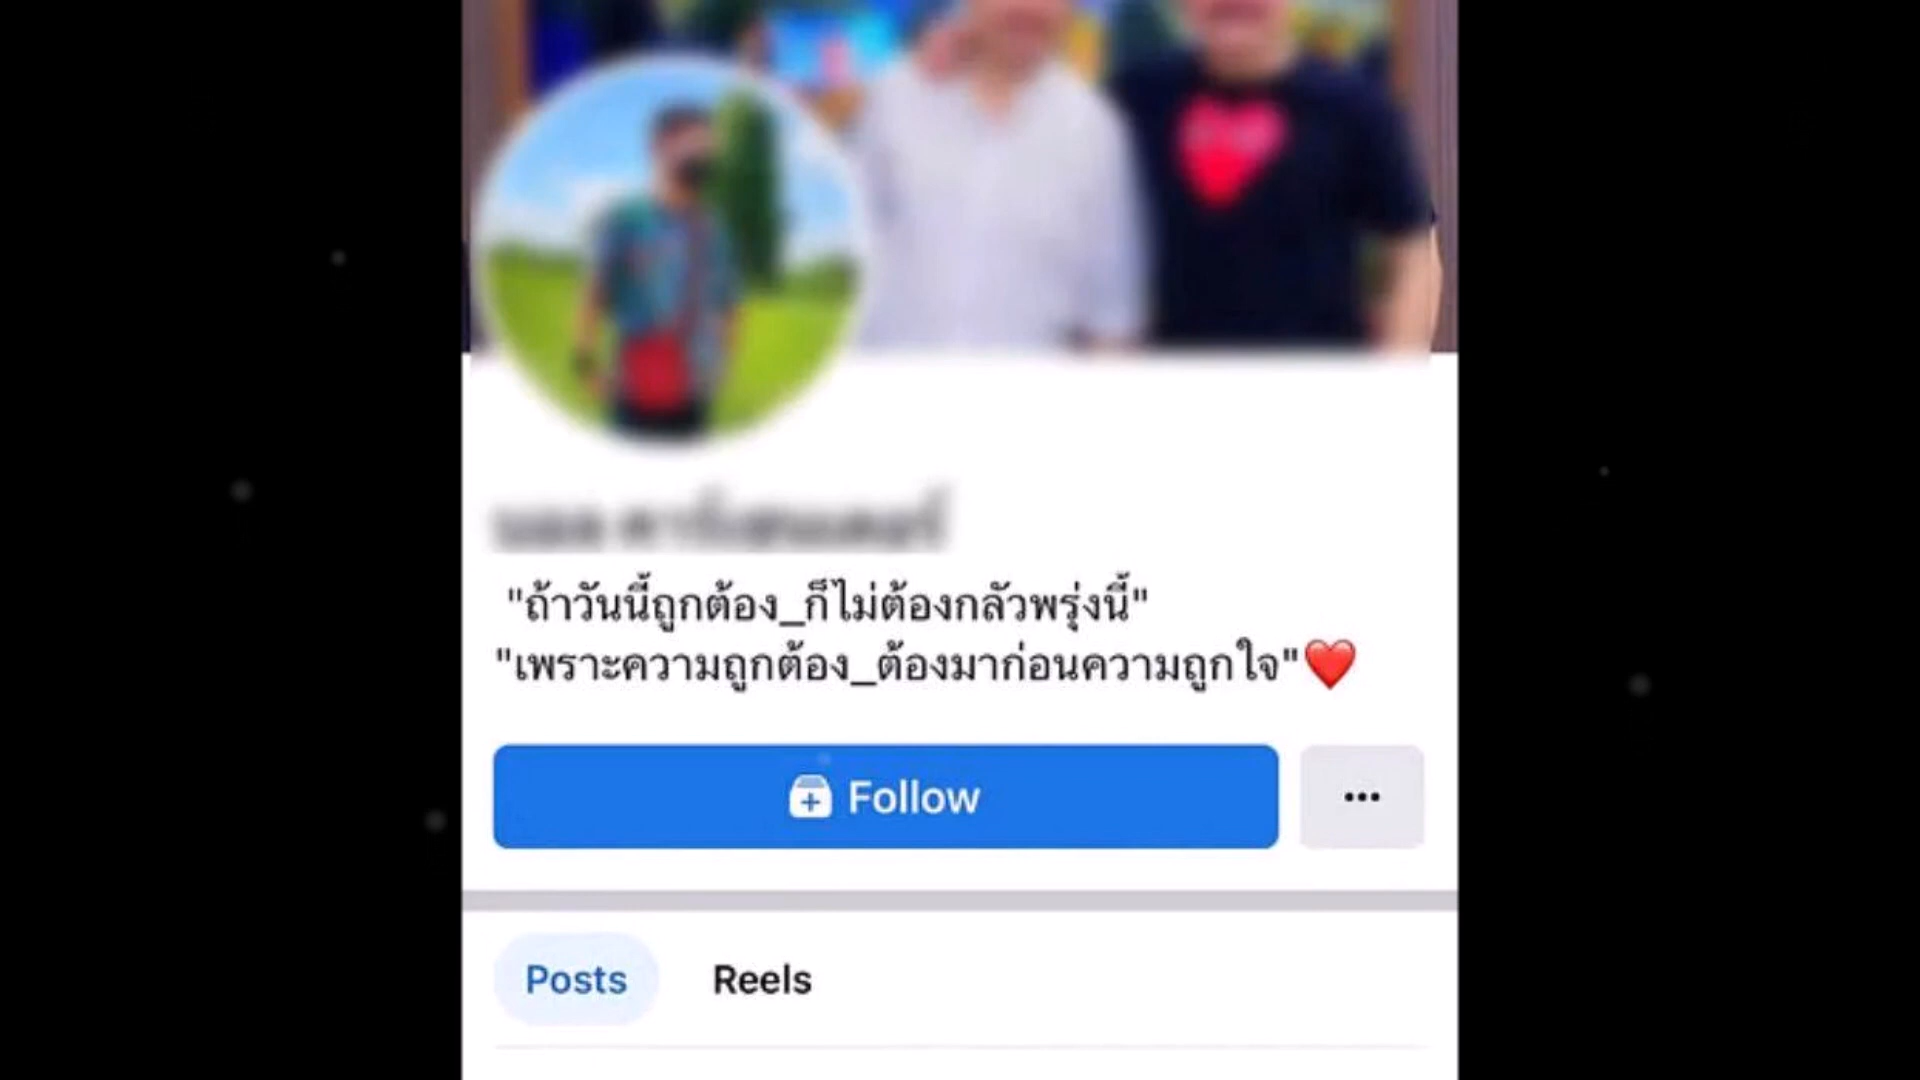 "ถ้าวันนี้ถูกต้อง_ก็ไม่ต้องกลัวพรุ่งนี้"
"เพราะความถูกต้อง_ต้องมาก่อนความถูกใจ"❤️
Follow
Posts Reels